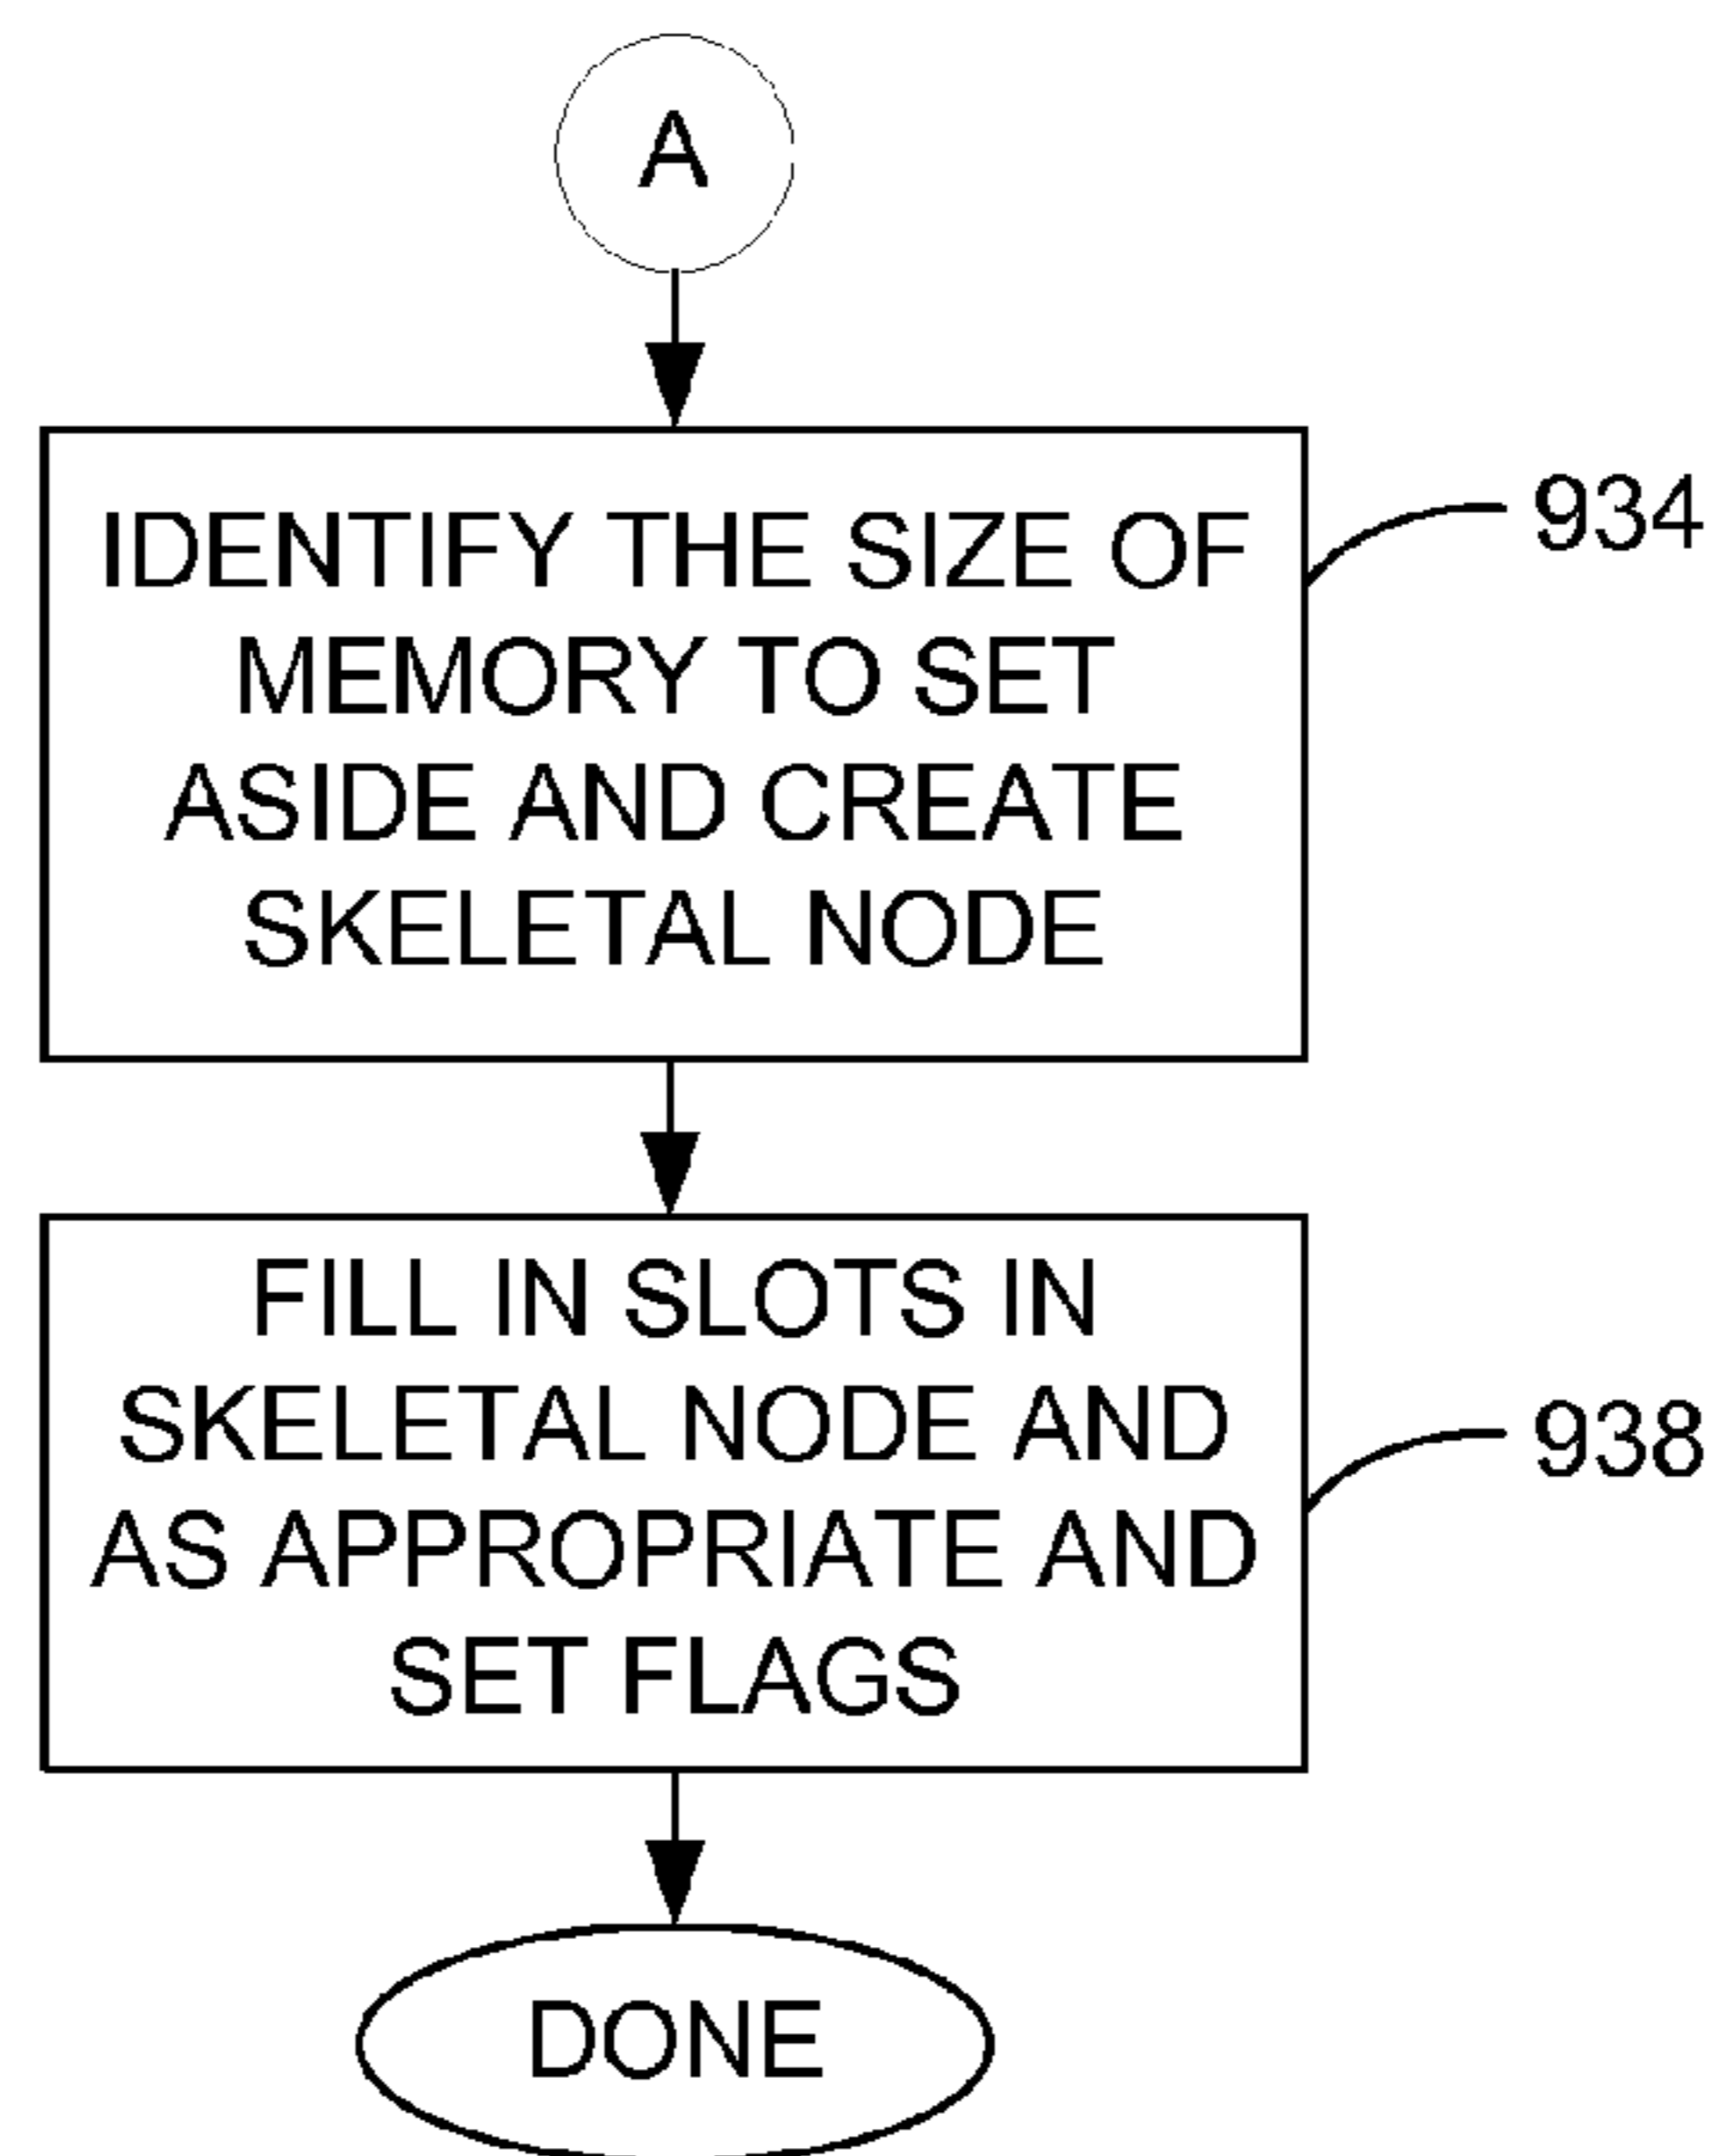 A
IDENTIFY THE SIZE OF
MEMORY TO SET
ASIDE AND CREATE
SKELETAL NODE
934
FILL IN SLOTS IN
SKELETAL NODE AND
AS APPROPRIATE AND
SET FLAGS
938
DONE